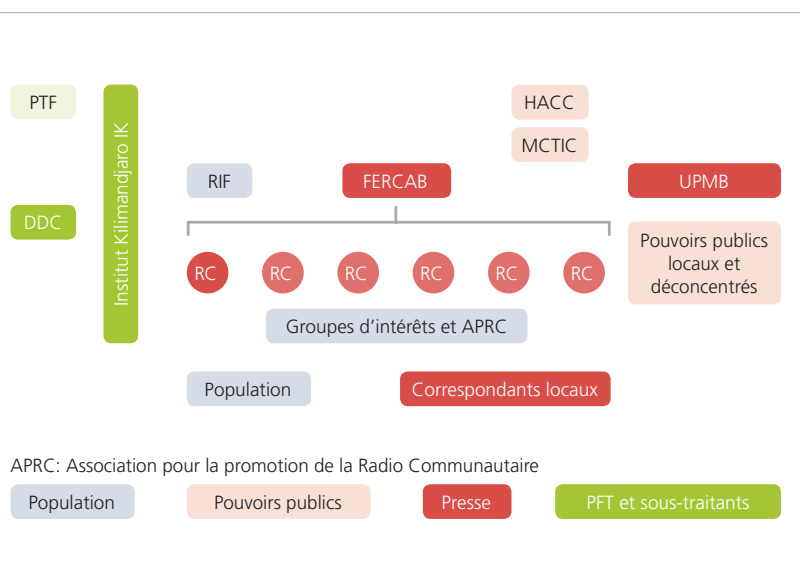 PTF
HACC
MCTIC
RIF
FERCAB
UPMB
DDC
Institut Kilimandjaro IK
Pouvoirs publics
locaux et
déconcentrés
RC
RC
RC
RC
RC
RC
Groupes d'intérêts et APRC
Population
Correspondants locaux
APRC: Association pour la promotion de la Radio Communautaire
Population
Pouvoirs publics
Presse
PFT et sous-traitants